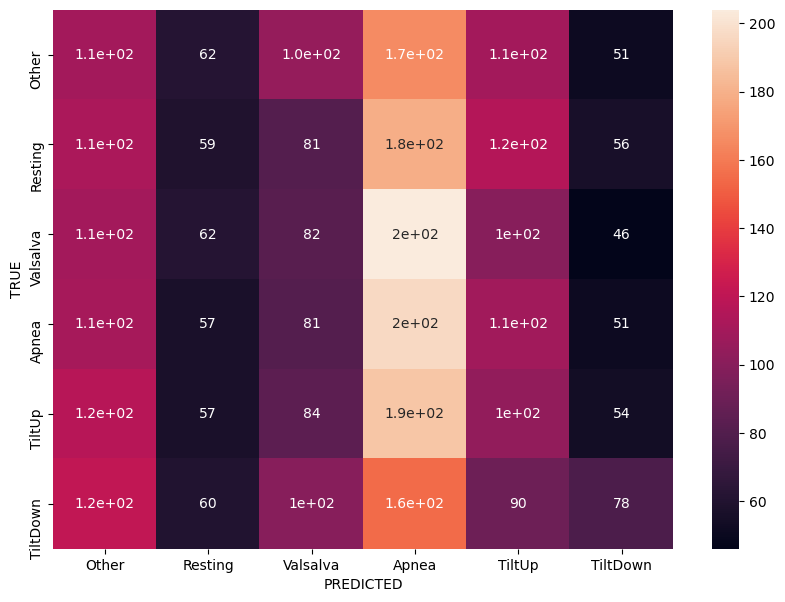 Other 1.1e+02 62 1.0e+02 1.7e+02 1.1e+02 51
Resting 1.1e+02 59 81 1.8e+02 1.2e+02 56
Valsalva 1.1e+02 62 82 2e+02 1e+02 46
Apnea 1.1e+02 57 81 2e+02 1.1e+02 51
TiltUp 1.2e+02 57 84 1.9e+02 1e+02 54
TiltDown 1.2e+02 60 1e+02 1.6e+02 90 78
TRUE
Other Resting Valsalva Apnea TiltUp TiltDown
PREDICTED
200
180
160
140
120
100
80
60